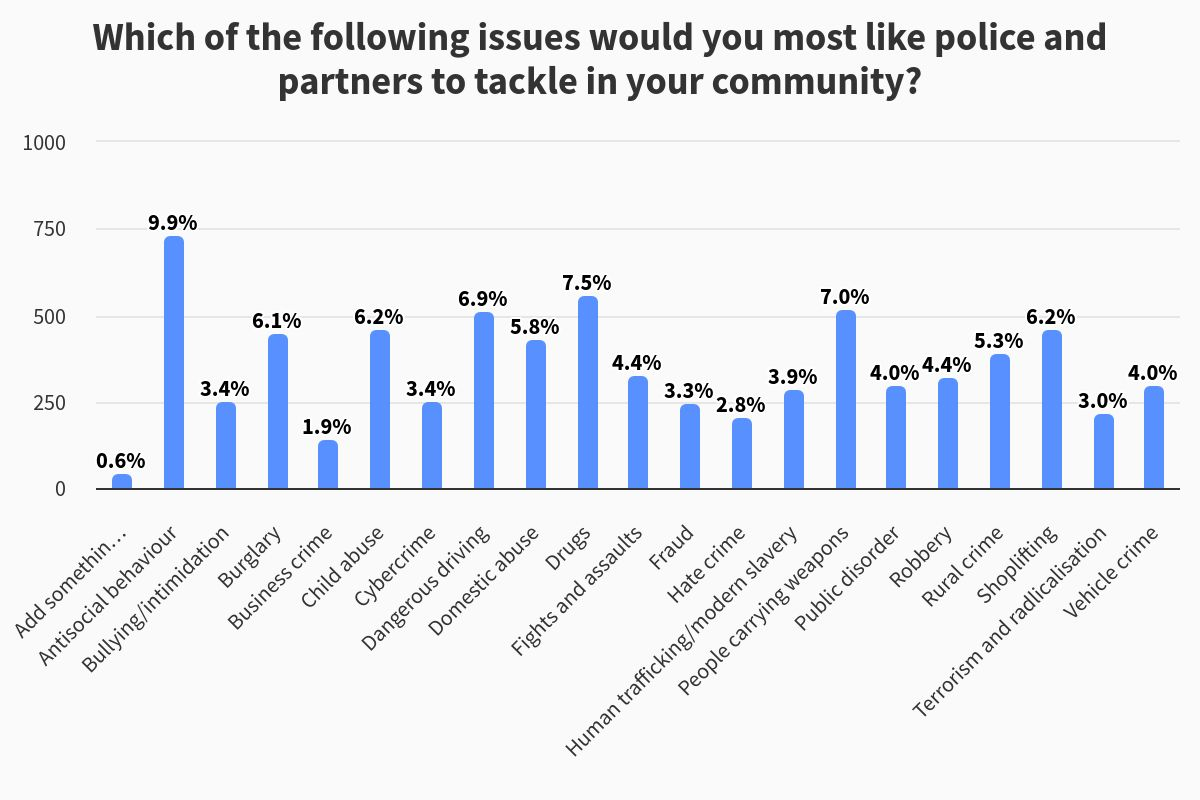 Which of the following issues would you most like police and
partners to tackle in your community?
1000
750
500
250
0
0.6%
9.9%
3.4%
6.1%
1.9%
6.2%
3.4%
6.9%
5.8%
7.5%
4.4%
3.3%
2.8%
3.9%
7.0%
4.0%
4.4%
5.3%
6.2%
3.0%
4.0%
Add somethin…
Antisocial behaviour
Bullying/intimidation
Burglary
Business crime
Child abuse
Cybercrime
Dangerous driving
Domestic abuse
Drugs
Fights and assaults
Fraud
Hate crime
Human trafficking/modern slavery
People carrying weapons
Public disorder
Robbery
Rural crime
Shoplifting
Terrorism and radlicalisation
Vehicle crime